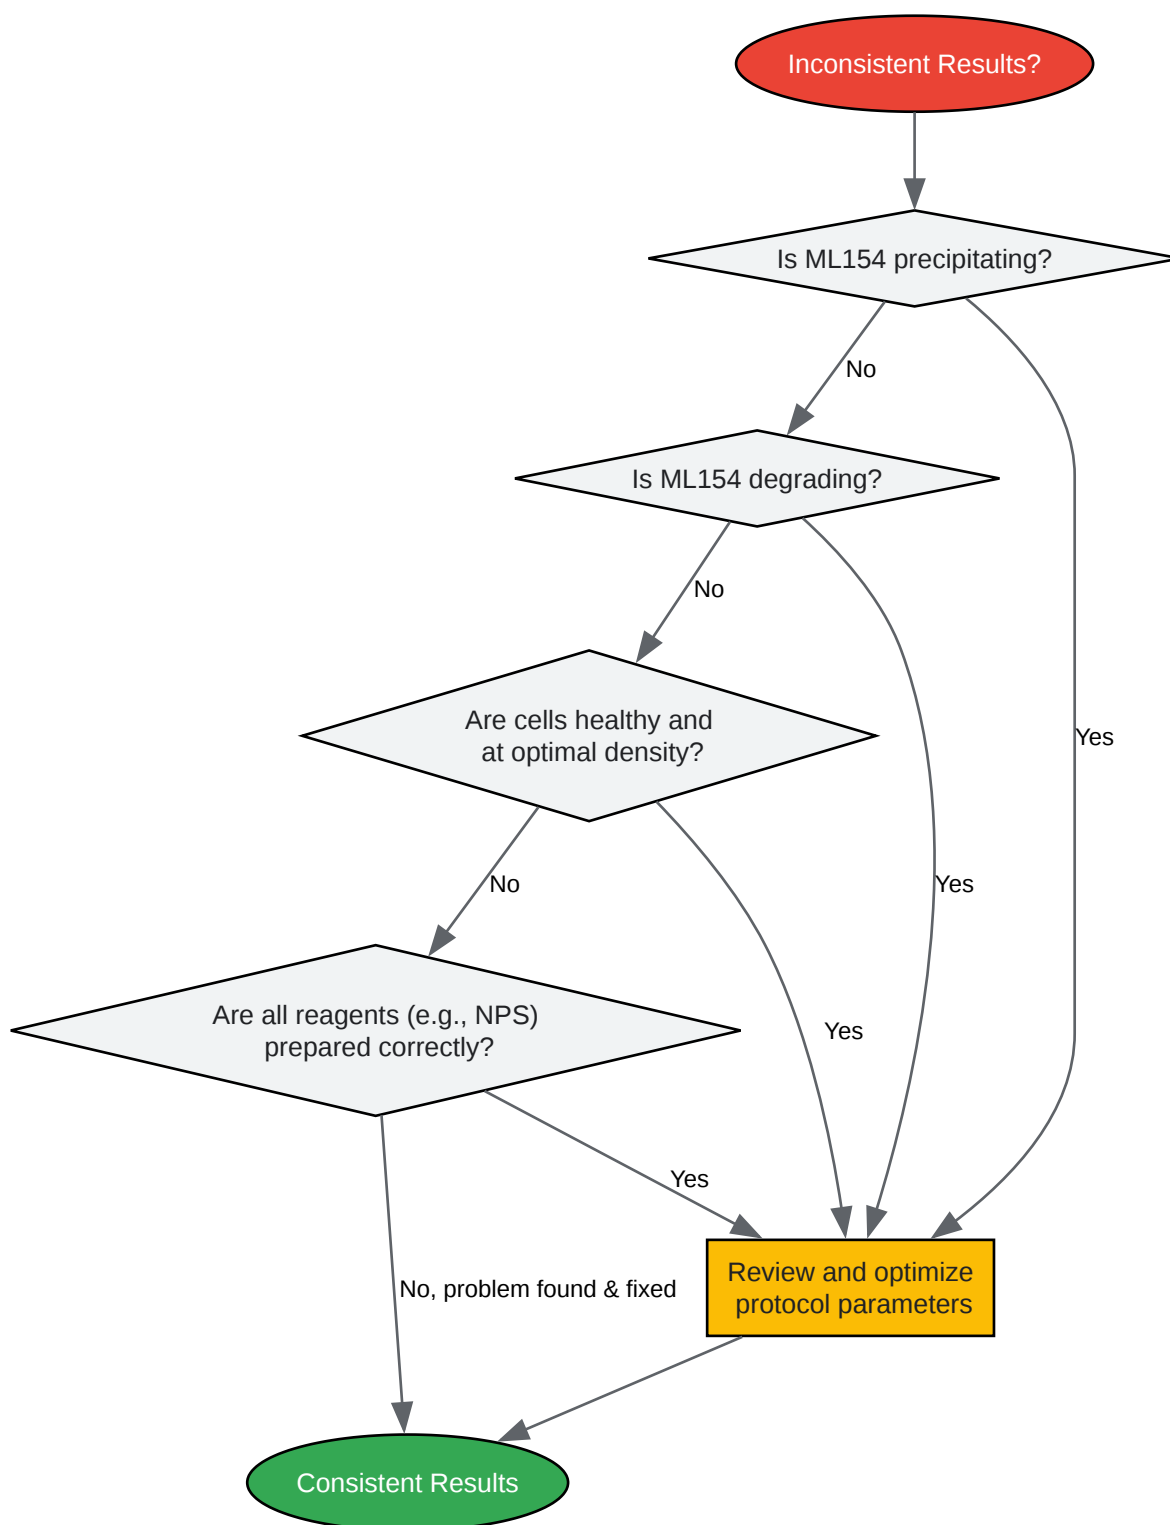 Inconsistent Results?
Is ML154 precipitating?
No
Is ML154 degrading?
No
Are cells healthy and
at optimal density?
Yes
No
Yes
Are all reagents (e.g., NPS)
prepared correctly?
Yes
Yes
Review and optimize
protocol parameters
No, problem found & fixed
Consistent Results